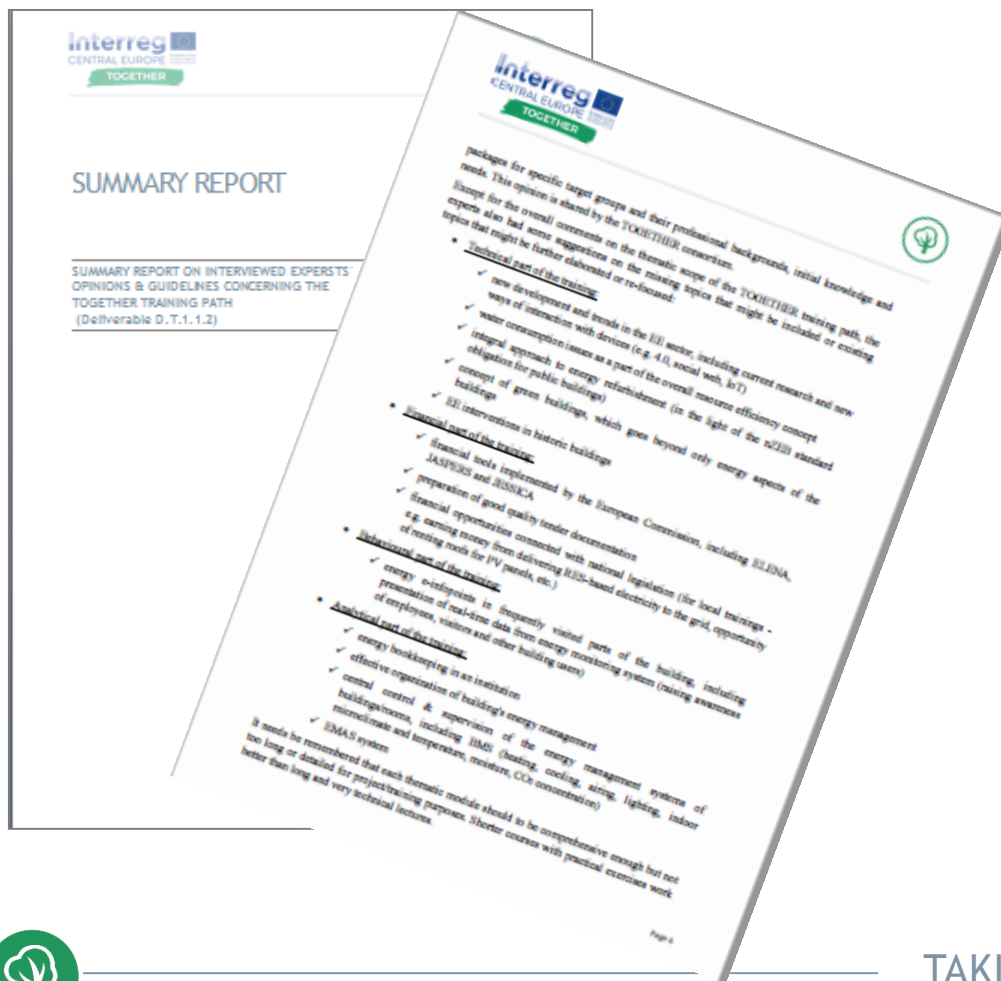 Interreg
CENTRAL EUROPE
TOGETHER
SUMMARY REPORT
SUMMARY REPORT ON INTERVIEWED EXPERSTS'
OPINIONS & GUIDELINES CONCERNING THE
TOGETHER TRAINING PATH
(Deliverable D.T.1.1.2)
Interreg
CENTRAL EUROPE
TOGETHER
packages for specific target groups and their professional backgrounds, initial knowledge and
needs. This opinion is shared by the TOGETHER consortium.
Except for the overall comments on the thematic scope of the TOGETHER training path, the
experts also had some suggestions on the missing topics that might be included or existing
topics that might be further elaborated or re-focused:
• Technical part of the training:
✓ new development and trends in the EE sector, including current research and new
ways of interaction with devices (e.g. 4.0, social web, IoT)
✓ water consumption issues as a part of the overall resource efficiency concept
✓ integral approach to energy refurbishment (in the light of the nZEB standard
obligation for public buildings)
✓ concept of green buildings, which goes beyond only energy aspects of the
buildings
✓ EE interventions in historic buildings
• Financial part of the training:
✓ financial tools implemented by the European Commission, including ELENA,
JASPERS and JESSICA
✓ preparation of good quality tender documentation
✓ financial opportunities connected with national legislation (for local trainings -
e.g. earning money from delivering RES-based electricity to the grid, opportunity
of renting roofs for PV panels, etc.)
• Behavioural part of the training:
✓ energy e-infopoints in frequently visited parts of the building, including
presentation of real-time data from energy monitoring system (raising awareness
of employees, visitors and other building users)
• Analytical part of the training:
✓ energy bookkeeping in an institution
✓ effective organization of building's energy management
✓ central control & supervision of the energy management systems of
buildings/rooms, including BMS (heating, cooling, airing, lighting, indoor
microclimate and temperature, moisture, CO2 concentration)
✓ EMAS system
It needs be remembered that each thematic module should to be comprehensive enough but not
too long or detailed for project/training purposes. Shorter courses with practical exercises work
better than long and very technical lectures.
Page 6
TAKI